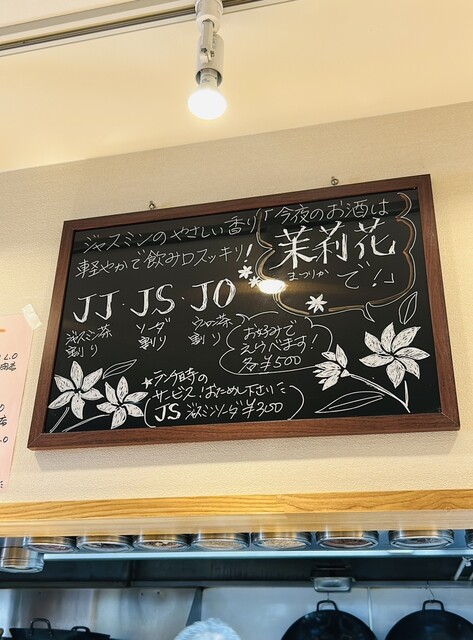 ジャスミンのやさしい香り
軽やかで飲み口スッキリ!
「今夜のお酒は
茉莉花
まつりか
で!」
JJ・JS・JO
ジャスミン茶
割り
ソーダ
割り
ウーロン茶
割り
お好みで
えらべます!
各¥500
★ランチ時の
サービス!おためし下さい
JS ジャスミンソーダ¥300